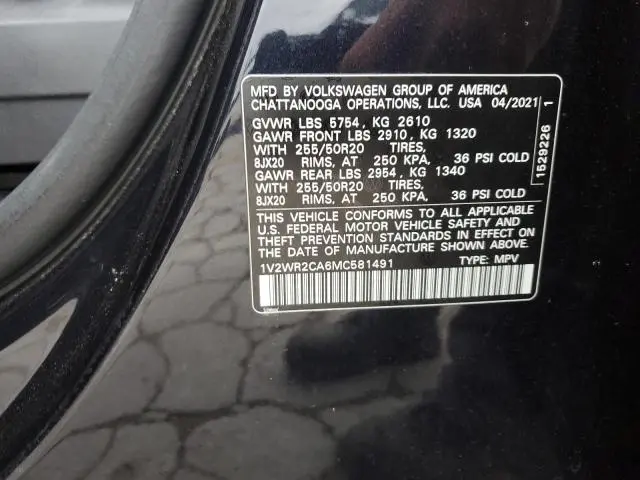 MFD BY VOLKSWAGEN GROUP OF AMERICA
CHATTANOOGA OPERATIONS, LLC. USA 04/2021
GVWR LBS 5754, KG 2610
GAWR FRONT LBS 2910, KG 1320
WITH 255/50R20 TIRES,
8JX20 RIMS, AT 250 KPA, 36 PSI COLD
GAWR REAR LBS 2954, KG 1340
WITH 255/50R20 TIRES,
8JX20 RIMS, AT 250 KPA, 36 PSI COLD
THIS VEHICLE CONFORMS TO ALL APPLICABLE
U.S. FEDERAL MOTOR VEHICLE SAFETY AND
THEFT PREVENTION STANDARDS IN EFFECT ON
THE DATE OF MANUFACTURE SHOWN ABOVE.
1V2WR2CA6MC581491 TYPE: MPV
1529226 1